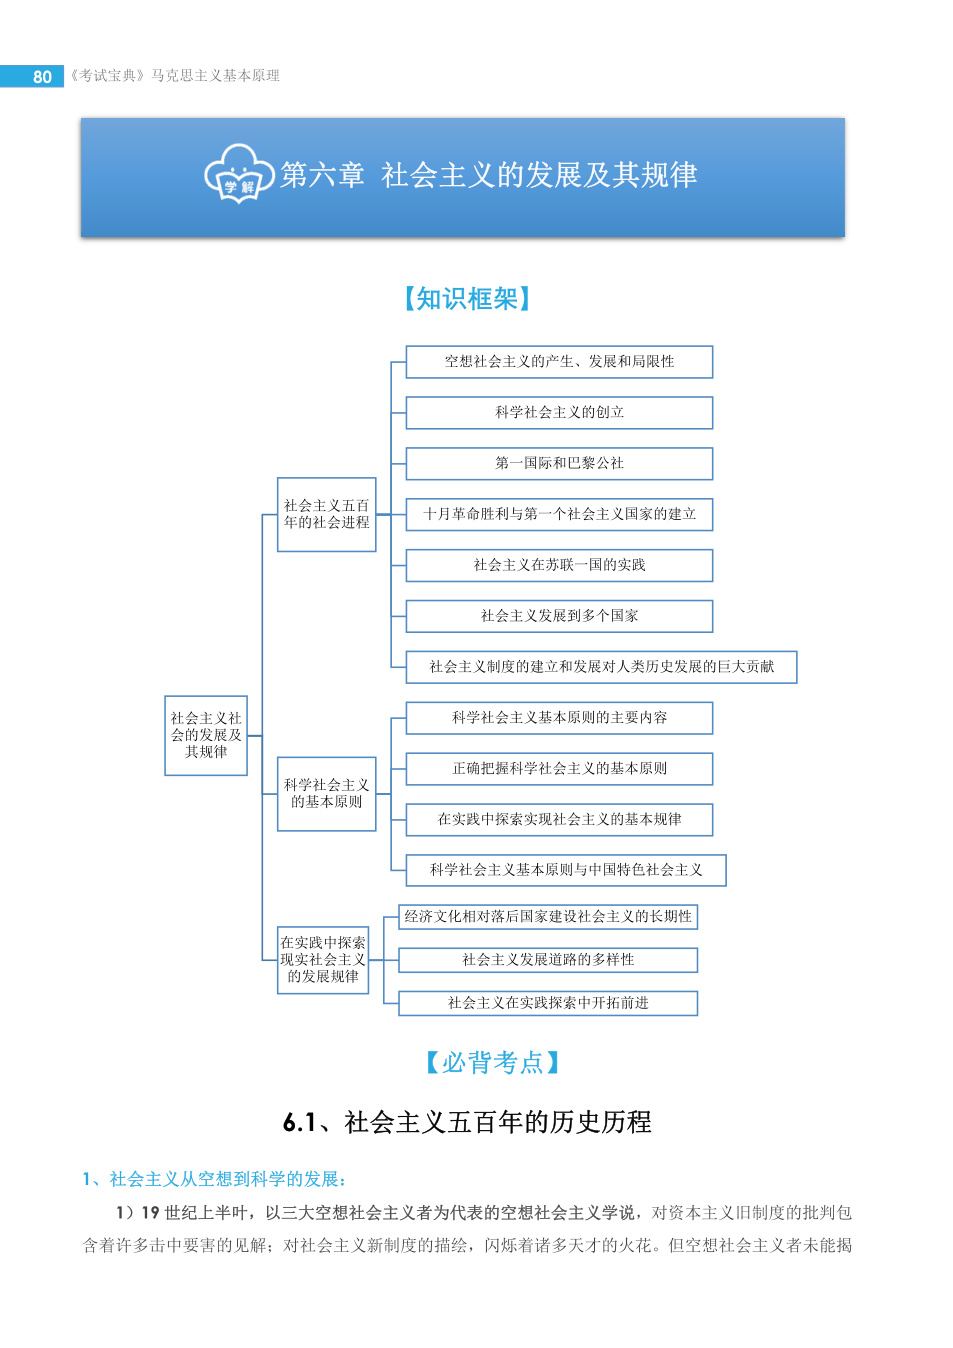 80 《考试宝典》马克思主义基本原理
学 解
第六章 社会主义的发展及其规律
【知识框架】
空想社会主义的产生、发展和局限性
科学社会主义的创立
第一国际和巴黎公社
社会主义五百
年的社会进程
十月革命胜利与第一个社会主义国家的建立
社会主义在苏联一国的实践
社会主义发展到多个国家
社会主义制度的建立和发展对人类历史发展的巨大贡献
社会主义社
会的发展及
其规律
科学社会主义基本原则的主要内容
正确把握科学社会主义的基本原则
科学社会主义
的基本原则
在实践中探索实现社会主义的基本规律
科学社会主义基本原则与中国特色社会主义
经济文化相对落后国家建设社会主义的长期性
在实践中探索
现实社会主义
的发展规律
社会主义发展道路的多样性
社会主义在实践探索中开拓前进
【必背考点】
6.1、社会主义五百年的历史历程
1、社会主义从空想到科学的发展：
1）19 世纪上半叶，以三大空想社会主义者为代表的空想社会主义学说，对资本主义旧制度的批判包
含着许多击中要害的见解；对社会主义新制度的描绘，闪烁着诸多天才的火花。但空想社会主义者未能揭